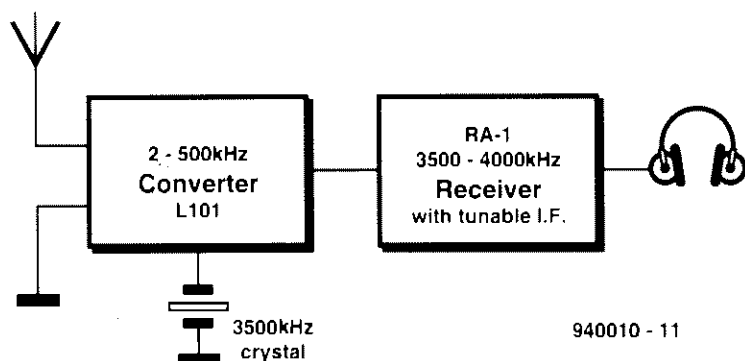 2 - 500kHz
Converter
L101
RA-1
3500 - 4000kHz
Receiver
with tunable I.F.
3500kHz
crystal
940010 - 11